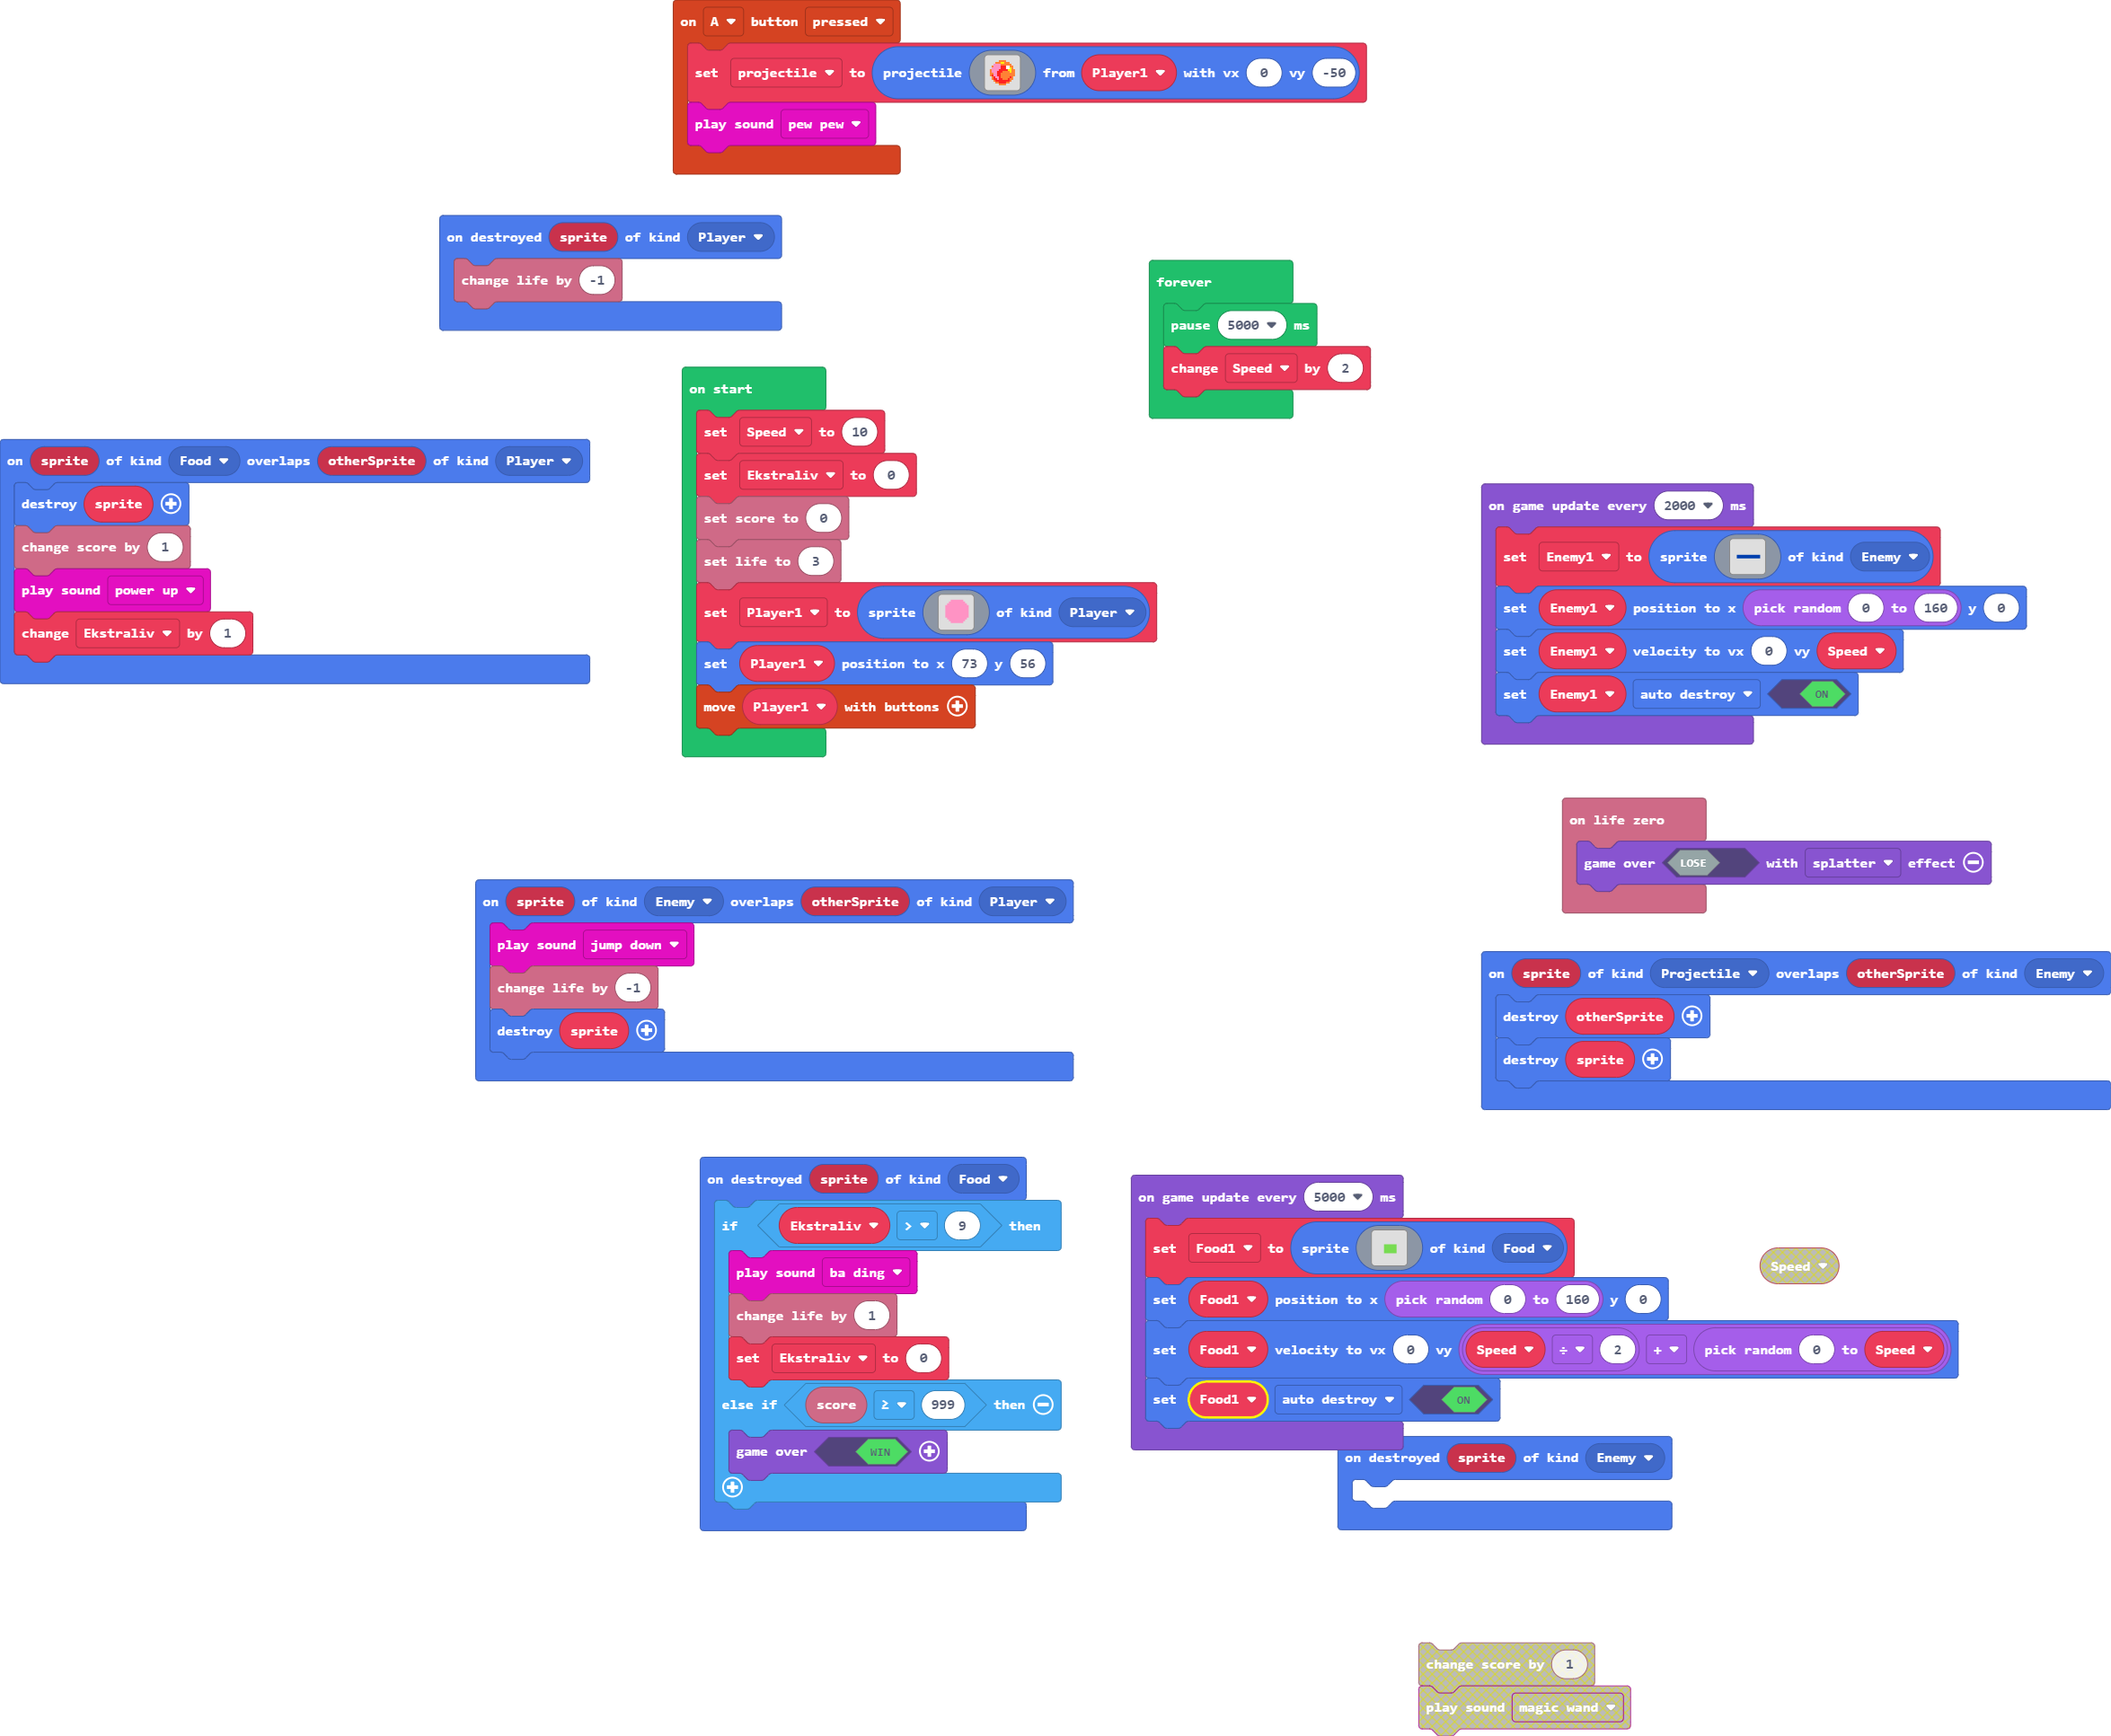 on A button pressed
set projectile to projectile from Player1 with vx 0 vy -50
play sound pew pew
on destroyed sprite of kind Player
change life by -1
forever
pause 5000 ms
change Speed by 2
on start
set Speed to 10
set Ekstraliv to 0
set score to 0
set life to 3
set Player1 to sprite of kind Player
set Player1 position to x 73 y 56
move Player1 with buttons
on sprite of kind Food overlaps otherSprite of kind Player
destroy sprite
change score by 1
play sound power up
change Ekstraliv by 1
on game update every 2000 ms
set Enemy1 to sprite of kind Enemy
set Enemy1 position to x pick random 0 to 160 y 0
set Enemy1 velocity to vx 0 vy Speed
set Enemy1 auto destroy ON
on life zero
game over LOSE with splatter effect
on sprite of kind Enemy overlaps otherSprite of kind Player
play sound jump down
change life by -1
destroy sprite
on sprite of kind Projectile overlaps otherSprite of kind Enemy
destroy otherSprite
destroy sprite
on destroyed sprite of kind Food
if Ekstraliv > 9 then
play sound ba ding
change life by 1
set Ekstraliv to 0
else if score ≥ 999 then
game over WIN
on game update every 5000 ms
set Food1 to sprite of kind Food
set Food1 position to x pick random 0 to 160 y 0
set Food1 velocity to vx 0 vy Speed ÷ 2 + pick random 0 to Speed
set Food1 auto destroy ON
Speed
on destroyed sprite of kind Enemy
change score by 1
play sound magic wand